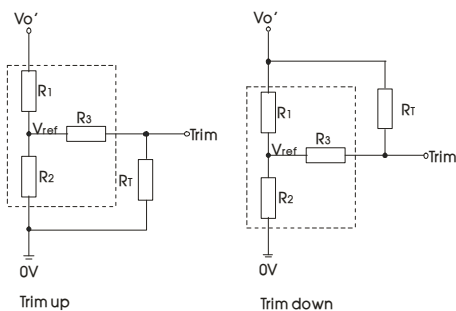 Vo'
R1
Vref
R3
Trim
R2
RT
0V
Trim up
Vo'
R1
RT
Vref
R3
Trim
R2
0V
Trim down